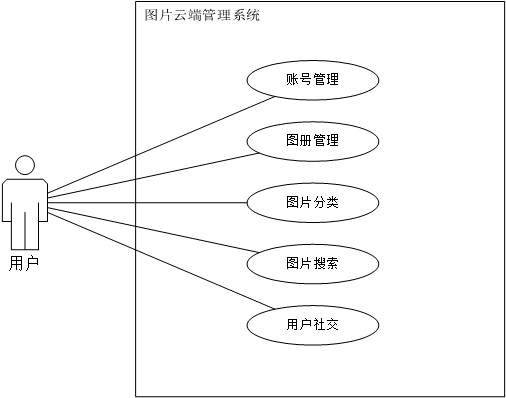 图片云端管理系统
账号管理
图册管理
图片分类
图片搜索
用户社交
用户